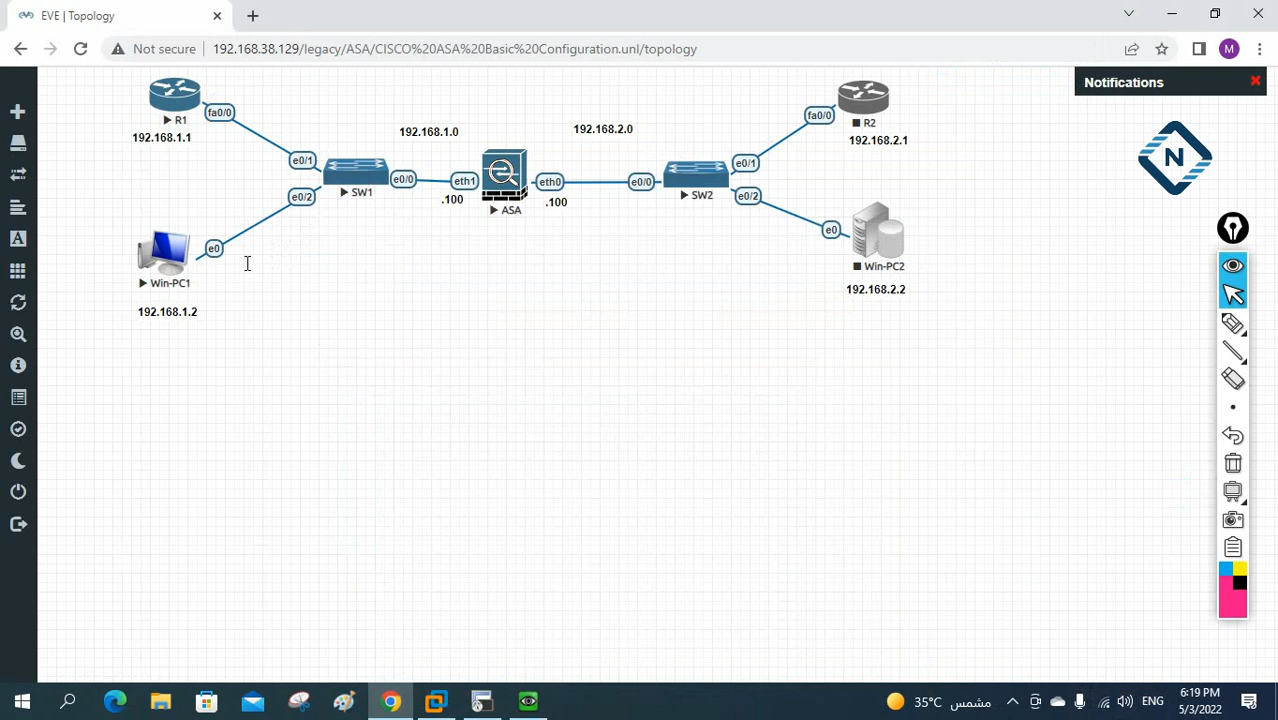 EVE | Topology
Not secure
192.168.38.129/legacy/ASA/CISCO%20ASA%20Basic%20Configuration.unl/topology
M
Notifications
R1
fa0/0
192.168.1.1
192.168.1.0
192.168.2.0
fa0/0
R2
192.168.2.1
N
e0/1
SW1
e0/0
eth1
.100
ASA
eth0
.100
e0/0
SW2
e0/1
e0/2
e0/2
e0
Win-PC1
192.168.1.2
e0
Win-PC2
192.168.2.2
A
35°C مشمس
ENG
6:19 PM
5/3/2022